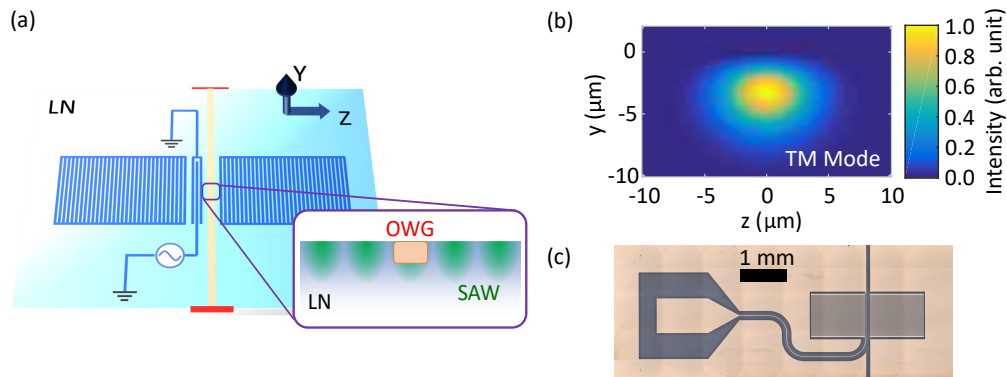 (a)
LN
Y
Z
OWG
LN
SAW
(b)
0
-5
-10
y (µm)
-10 -5 0 5 10
z (µm)
TM Mode
1.0
0.8
0.6
0.4
0.2
0.0
Intensity (arb. unit)
(c)
1 mm